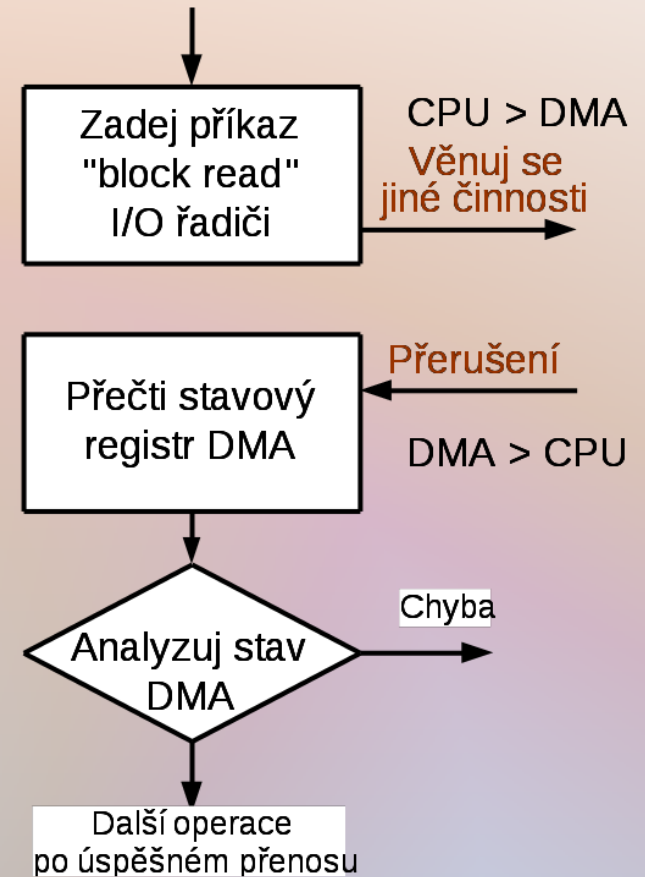 Zadej příkaz
"block read"
I/O řadiči
CPU > DMA
Věnuj se
jiné činnosti
Přečti stavový
registr DMA
Přerušení
DMA > CPU
Analyzuj stav
DMA
Chyba
Další operace
po úspěšném přenosu